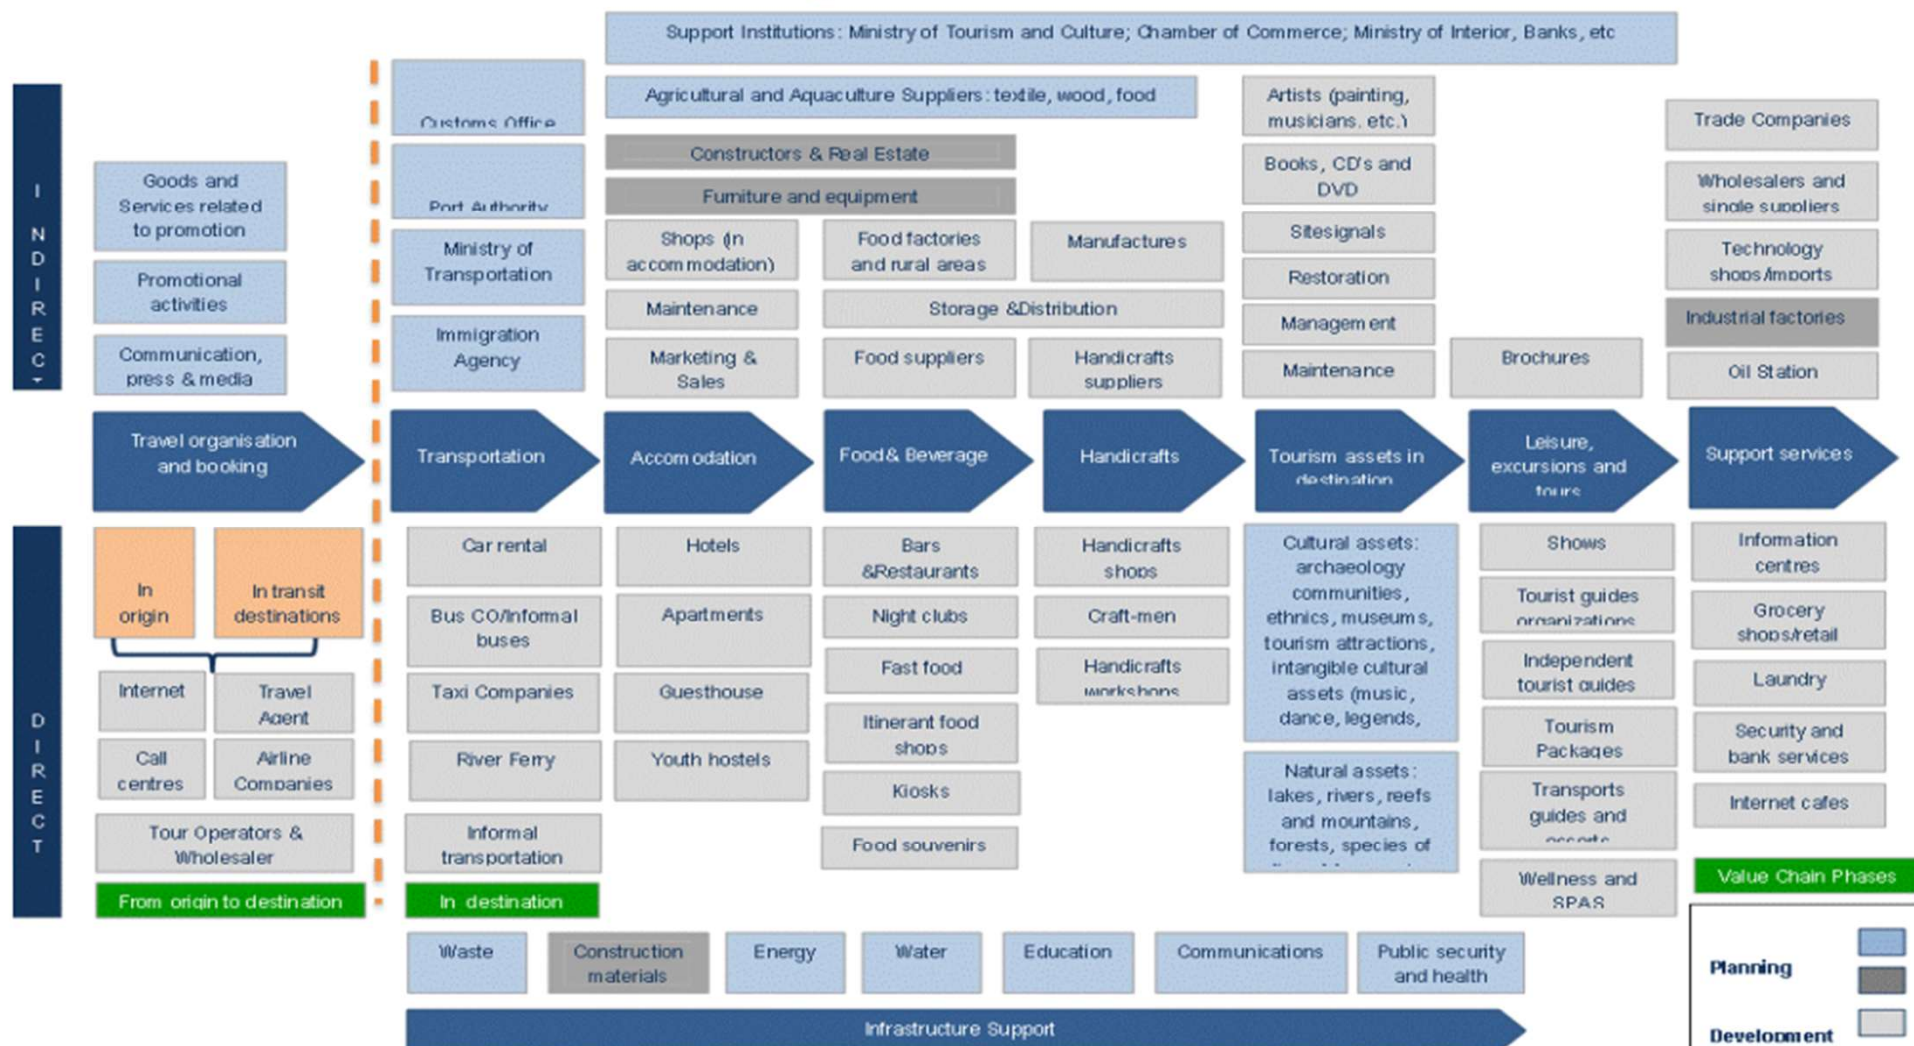 Support Institutions: Ministry of Tourism and Culture; Chamber of Commerce; Ministry of Interior, Banks, etc
Agricultural and Aquaculture Suppliers: textile, wood, food
Constructors & Real Estate
Furniture and equipment
I NDIREC
Goods and
Services related
to promotion
Promotional
activities
Communication,
press & media
Customs Office
Port Authority
Ministry of
Transportation
Immigration
Agency
Shops (in
accommodation)
Maintenance
Marketing &
Sales
Food factories
and rural areas
Storage &Distribution
Food suppliers
Manufactures
Handicrafts
suppliers
Artists (painting,
musicians, etc.)
Books, CD's and
DVD
Sitesignals
Restoration
Management
Maintenance
Brochures
Trade Companies
Wholesalers and
single suppliers
Technology
shops/imports
Industrial factories
Oil Station
Travel organisation
and booking
Transportation
Accomodation
Food& Beverage
Handicrafts
Tourism assets in
destination
Leisure,
excursions and
tours
Support services
DIRECT
In
origin
In transit
destinations
Internet
Travel
Agent
Call
centres
Airline
Companies
Tour Operators &
Wholesaler
From origin to destination
Car rental
Bus CO/Informal
buses
Taxi Companies
River Ferry
Informal
transportation
In destination
Hotels
Apartments
Guesthouse
Youth hostels
Bars
&Restaurants
Night clubs
Fast food
Itinerant food
shops
Kiosks
Food souvenirs
Handicrafts
shops
Craft-men
Handicrafts
workshops
Cultural assets:
archaeology
communities,
ethnics, museums,
tourism attractions,
intangible cultural
assets (music,
dance, legends,
Natural assets:
lakes, rivers, reefs
and mountains,
forests, species of
Shows
Tourist guides
organizations
Independent
tourist guides
Tourism
Packages
Transports
guides and
escorts
Wellness and
SPAS
Information
centres
Grocery
shops/retail
Laundry
Security and
bank services
Internet cafes
Value Chain Phases
Planning
Development
Waste
Construction
materials
Energy
Water
Education
Communications
Public security
and health
Infrastructure Support